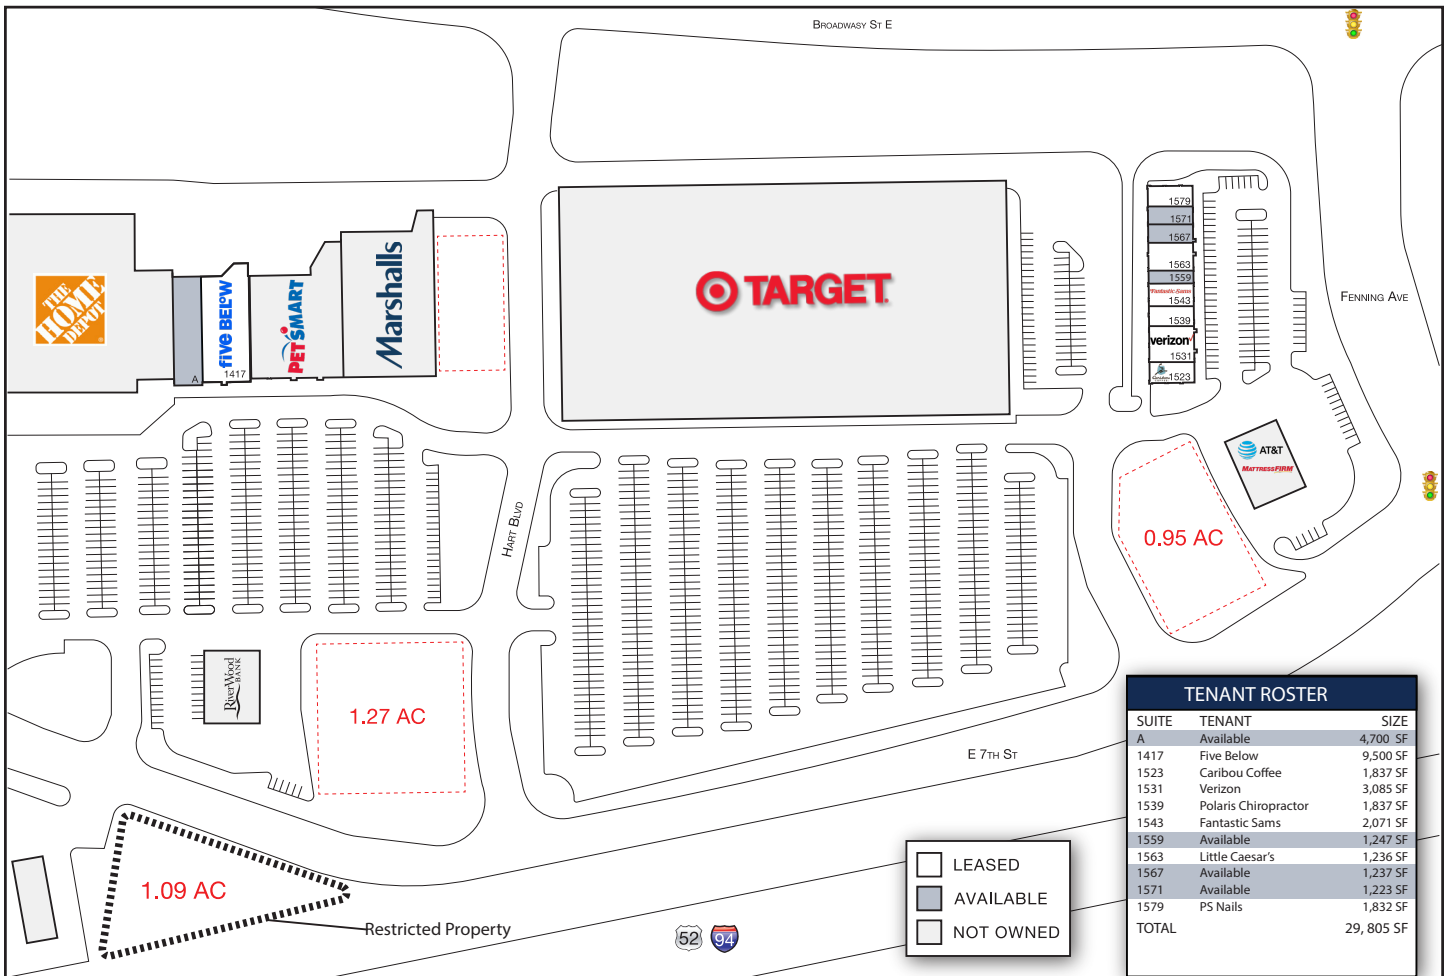 BROADWASY ST E
FENNING AVE
THE
HOME
DEPOT
A
five BEL°W
1417
PETSMART
Marshalls
TARGET
1579
1571
1567
1563
1559
Fantastic Sams
1543
1539
verizon
1531
Caribou
1523
AT&T
MATTRESSFIRM
HART BLVD
0.95 AC
RiverWood
BANK
1.27 AC
E 7TH ST
1.09 AC
Restricted Property
52
94
LEASED
AVAILABLE
NOT OWNED
TENANT ROSTER
SUITE TENANT SIZE
A Available 4,700 SF
1417 Five Below 9,500 SF
1523 Caribou Coffee 1,837 SF
1531 Verizon 3,085 SF
1539 Polaris Chiropractor 1,837 SF
1543 Fantastic Sams 2,071 SF
1559 Available 1,247 SF
1563 Little Caesar's 1,236 SF
1567 Available 1,237 SF
1571 Available 1,223 SF
1579 PS Nails 1,832 SF
TOTAL 29, 805 SF